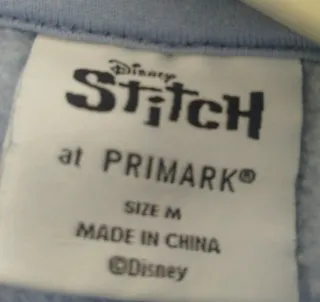 Disney
STITCH
at PRIMARK®
SIZE M
MADE IN CHINA
©Disney